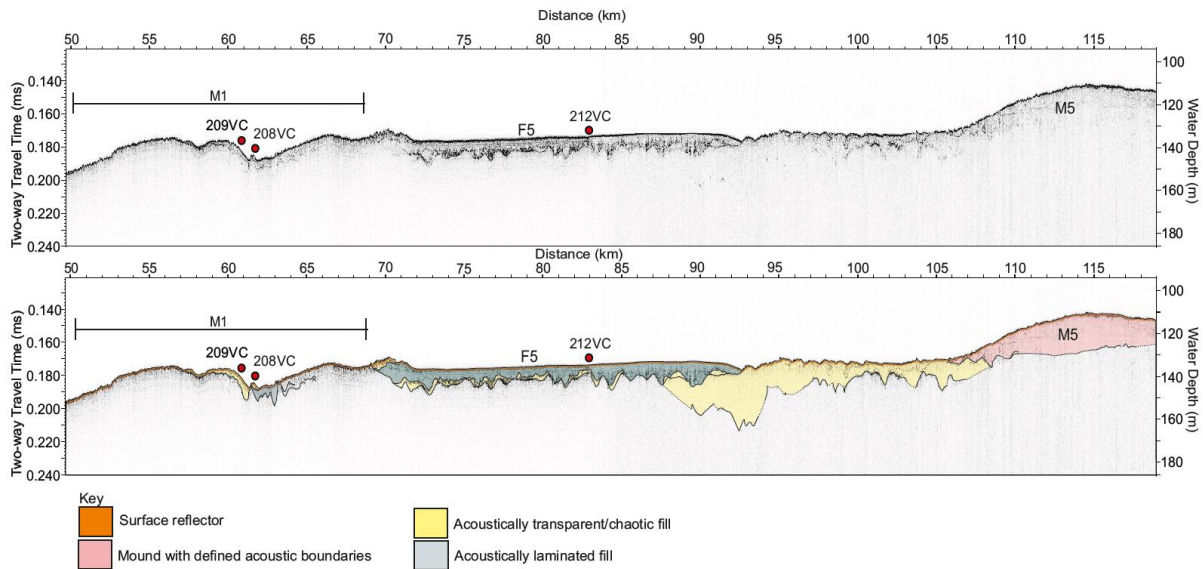 Distance (km)
50 55 60 65 70 75 80 85 90 95 100 105 110 115
Two-way Travel Time (ms)
0.140
0.160
0.180
0.200
0.220
0.240
M1
209VC
208VC
F5
212VC
M5
100
120
140
160
180
Water Depth (m)
Distance (km)
50 55 60 65 70 75 80 85 90 95 100 105 110 115
Two-way Travel Time (ms)
0.140
0.160
0.180
0.200
0.220
0.240
M1
209VC
208VC
F5
212VC
M5
100
120
140
160
180
Water Depth (m)
Key
Surface reflector
Mound with defined acoustic boundaries
Acoustically transparent/chaotic fill
Acoustically laminated fill